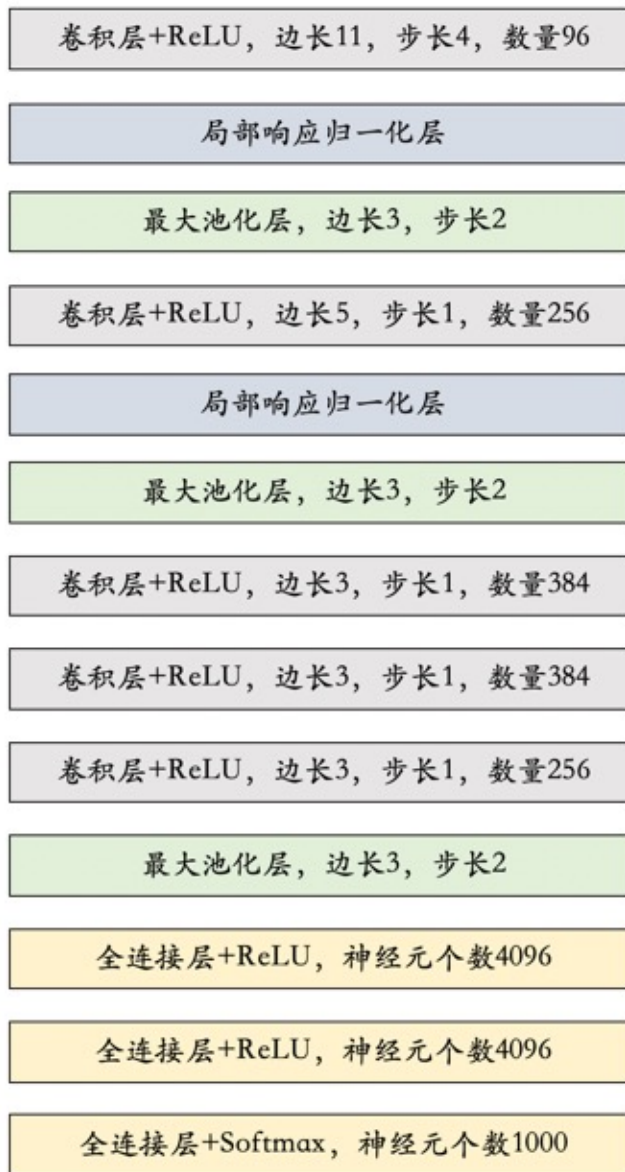 卷积层+ReLU，边长11，步长4，数量96
局部响应归一化层
最大池化层，边长3，步长2
卷积层+ReLU，边长5，步长1，数量256
局部响应归一化层
最大池化层，边长3，步长2
卷积层+ReLU，边长3，步长1，数量384
卷积层+ReLU，边长3，步长1，数量384
卷积层+ReLU，边长3，步长1，数量256
最大池化层，边长3，步长2
全连接层+ReLU，神经元个数4096
全连接层+ReLU，神经元个数4096
全连接层+Softmax，神经元个数1000